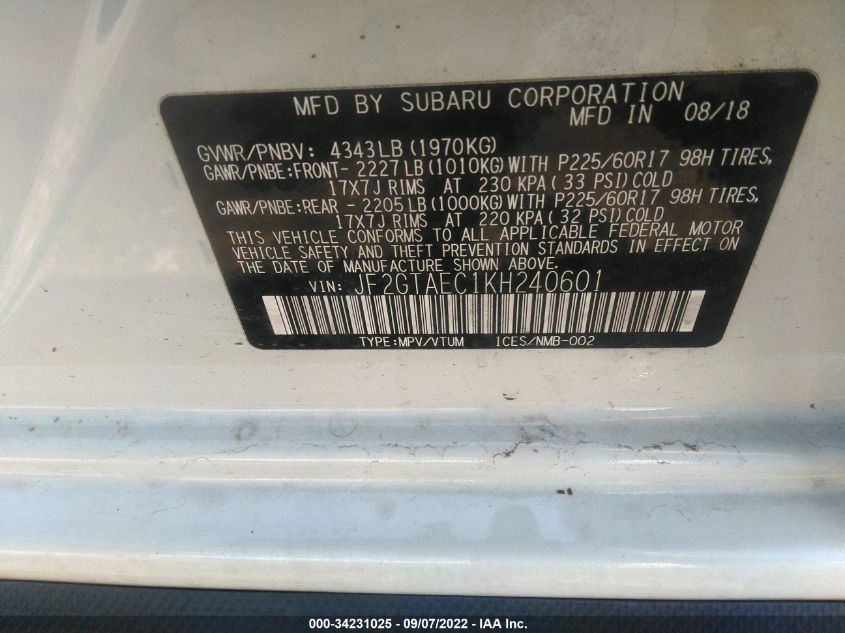 MFD BY SUBARU CORPORATION
MFD IN 08/18
GVWR/PNBV: 4343LB(1970KG)
GAWR/PNBE:FRONT- 2227LB(1010KG)WITH P225/60R17 98H TIRES,
17X7J RIMS AT 230 KPA(33 PSI)COLD
GAWR/PNBE:REAR - 2205LB(1000KG)WITH P225/60R17 98H TIRES,
17X7J RIMS AT 220 KPA(32 PSI)COLD
THIS VEHICLE CONFORMS TO ALL APPLICABLE FEDERAL MOTOR
VEHICLE SAFETY AND THEFT PREVENTION STANDARDS IN EFFECT ON
THE DATE OF MANUFACTURE SHOWN ABOVE.
VIN: JF2GTAEC1KH240601
TYPE:MPV/VTUM ICES/NMB-002
000-34231025 - 09/07/2022 - IAA Inc.